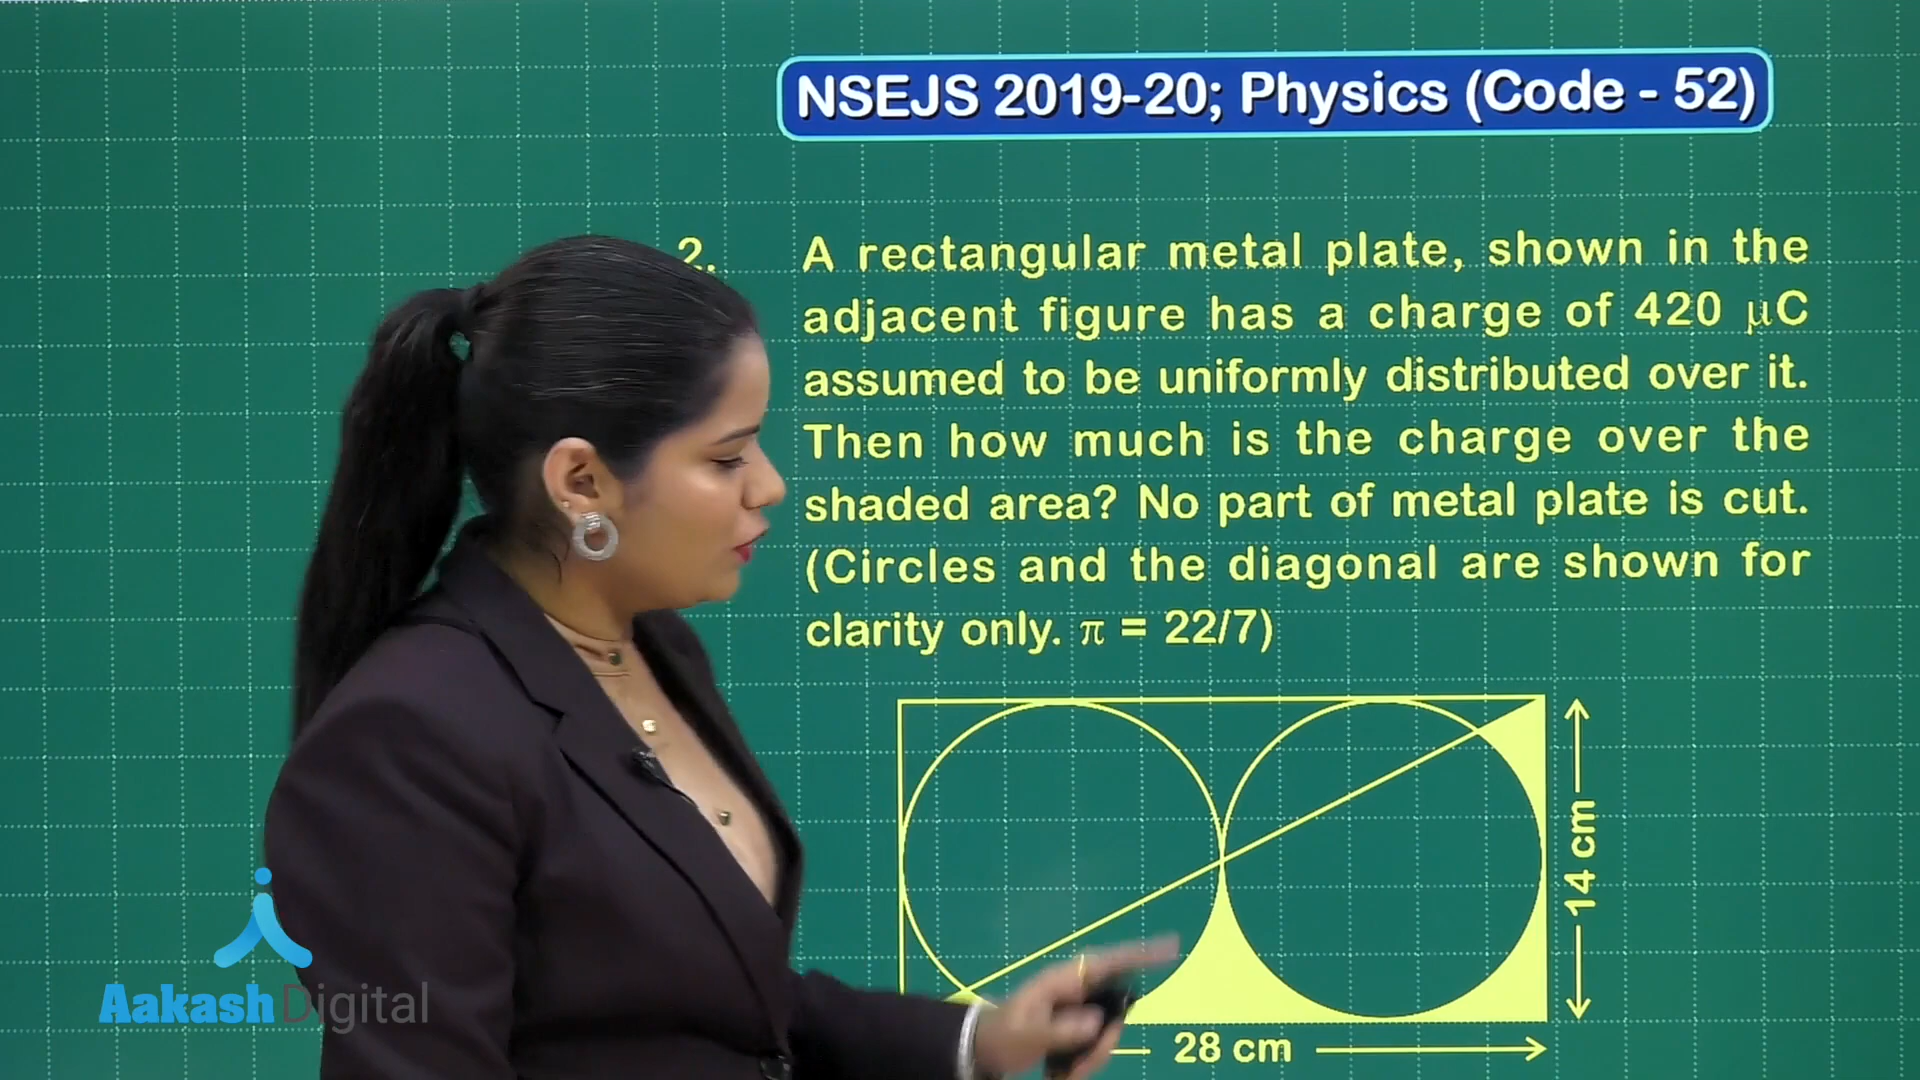 NSEJS 2019-20; Physics (Code - 52)
2. A rectangular metal plate, shown in the
adjacent figure has a charge of 420 μC
assumed to be uniformly distributed over it.
Then how much is the charge over the
shaded area? No part of metal plate is cut.
(Circles and the diagonal are shown for
clarity only. π = 22/7)
14 cm
28 cm
Aakash Digital